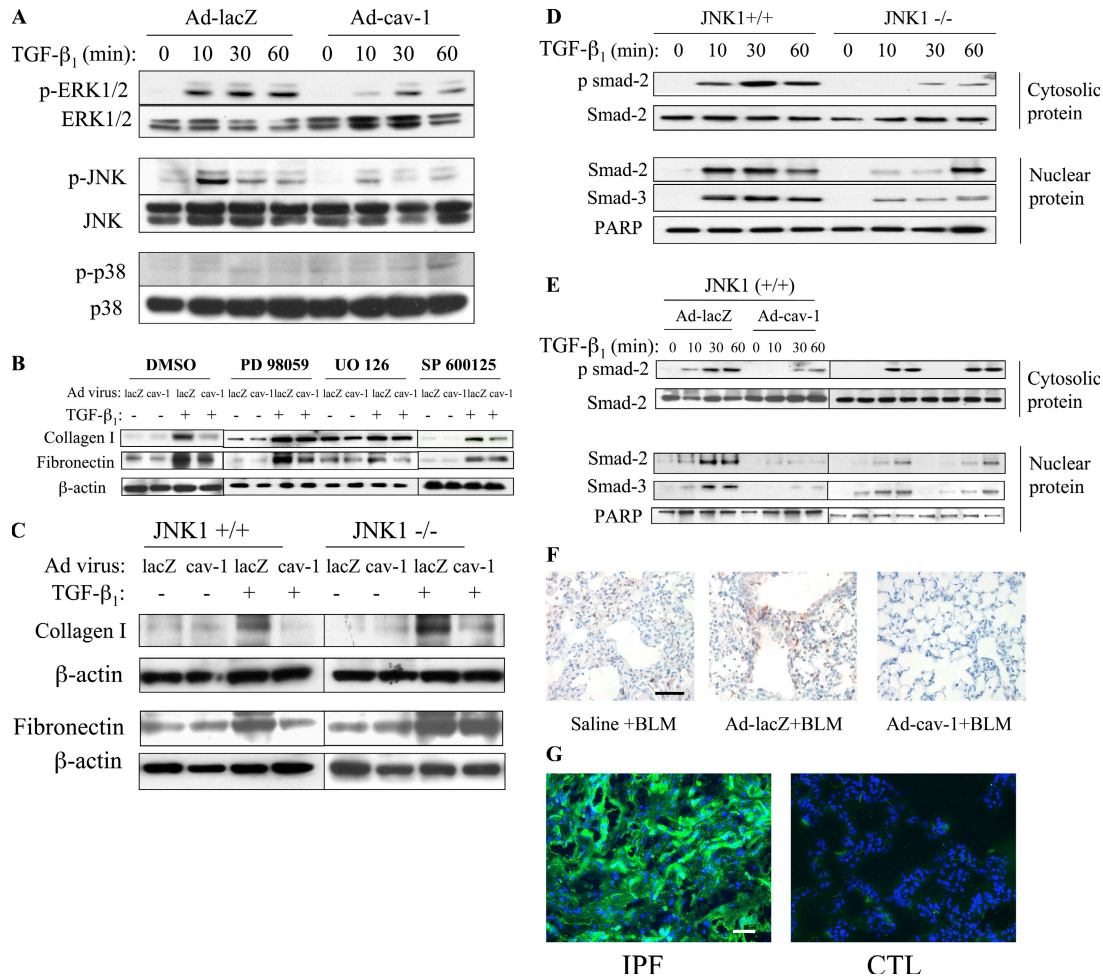 A
Ad-lacZ Ad-cav-1
TGF-β1 (min): 0 10 30 60 0 10 30 60
p-ERK1/2
ERK1/2
p-JNK
JNK
p-p38
p38
B
DMSO PD 98059 UO 126 SP 600125
Ad virus: lacZ cav-1 lacZ cav-1 lacZ cav-1 lacZ cav-1 lacZ cav-1 lacZ cav-1 lacZ cav-1 lacZ cav-1
TGF-β1: - - + + - - + + - - + + - - + +
Collagen I
Fibronectin
β-actin
C
JNK1 +/+ JNK1 -/-
Ad virus: lacZ cav-1 lacZ cav-1 lacZ cav-1 lacZ cav-1
TGF-β1: - - + + - - + +
Collagen I
β-actin
Fibronectin
β-actin
D
JNK1+/+ JNK1 -/-
TGF-β1 (min): 0 10 30 60 0 10 30 60
p smad-2
Smad-2
Cytosolic
protein
Smad-2
Smad-3
PARP
Nuclear
protein
E
JNK1 (+/+)
Ad-lacZ Ad-cav-1
TGF-β1 (min): 0 10 30 60 0 10 30 60
p smad-2
Smad-2
Cytosolic
protein
Smad-2
Smad-3
PARP
Nuclear
protein
F
Saline +BLM Ad-lacZ+BLM Ad-cav-1+BLM
G
IPF CTL